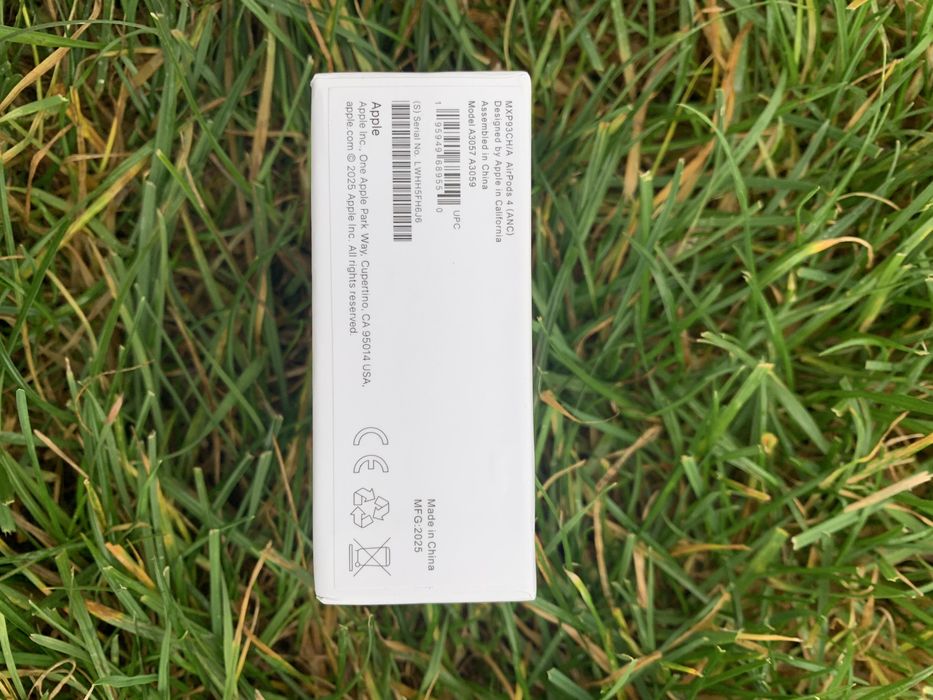 MXP93CH/A AirPods 4 (ANC)
Designed by Apple in California
Assembled in China
Model A3057 A3059
UPC
1 95949 68955 0
(S) Serial No. LWHH5FH6J6
Apple
Apple Inc., One Apple Park Way, Cupertino, CA 95014 USA,
apple.com © 2025 Apple Inc. All rights reserved.
Made in China
MFG:2025